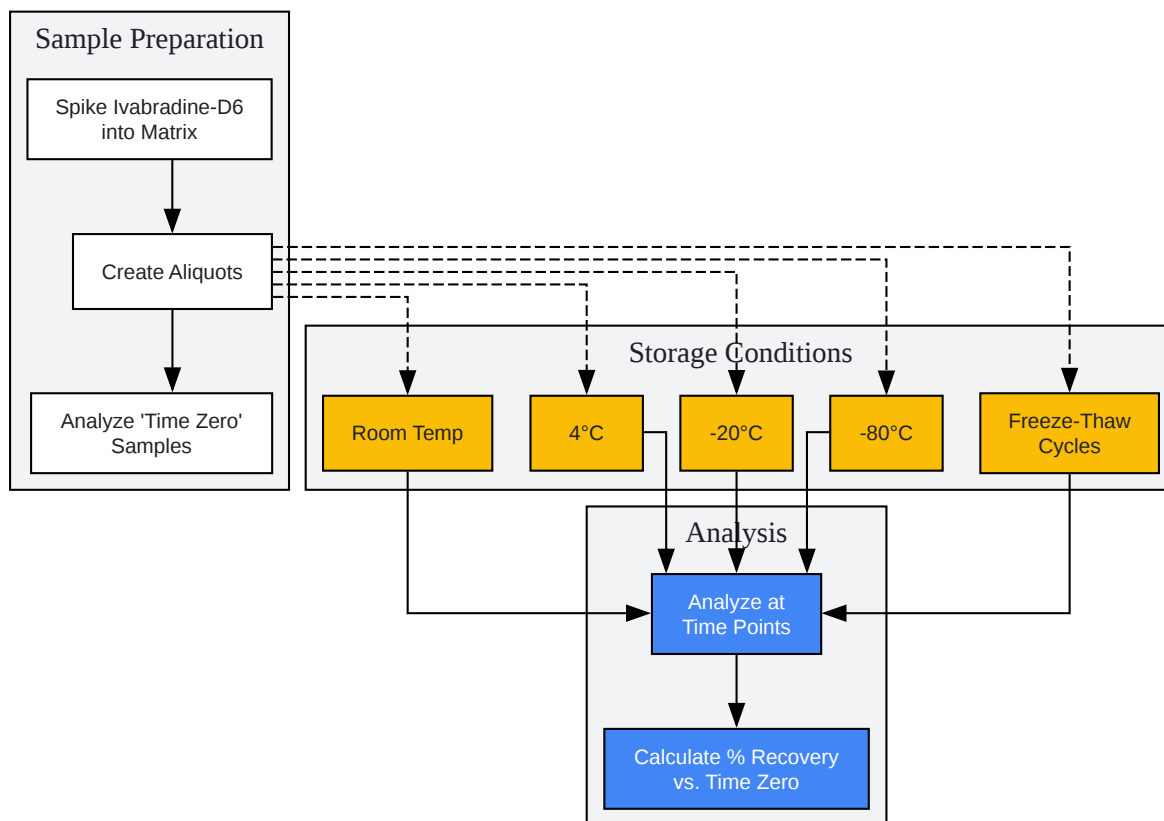 Sample Preparation
Spike Ivabradine-D6
into Matrix
Create Aliquots
Analyze 'Time Zero'
Samples
Storage Conditions
Room Temp
4°C
-20°C
-80°C
Freeze-Thaw
Cycles
Analysis
Analyze at
Time Points
Calculate % Recovery
vs. Time Zero